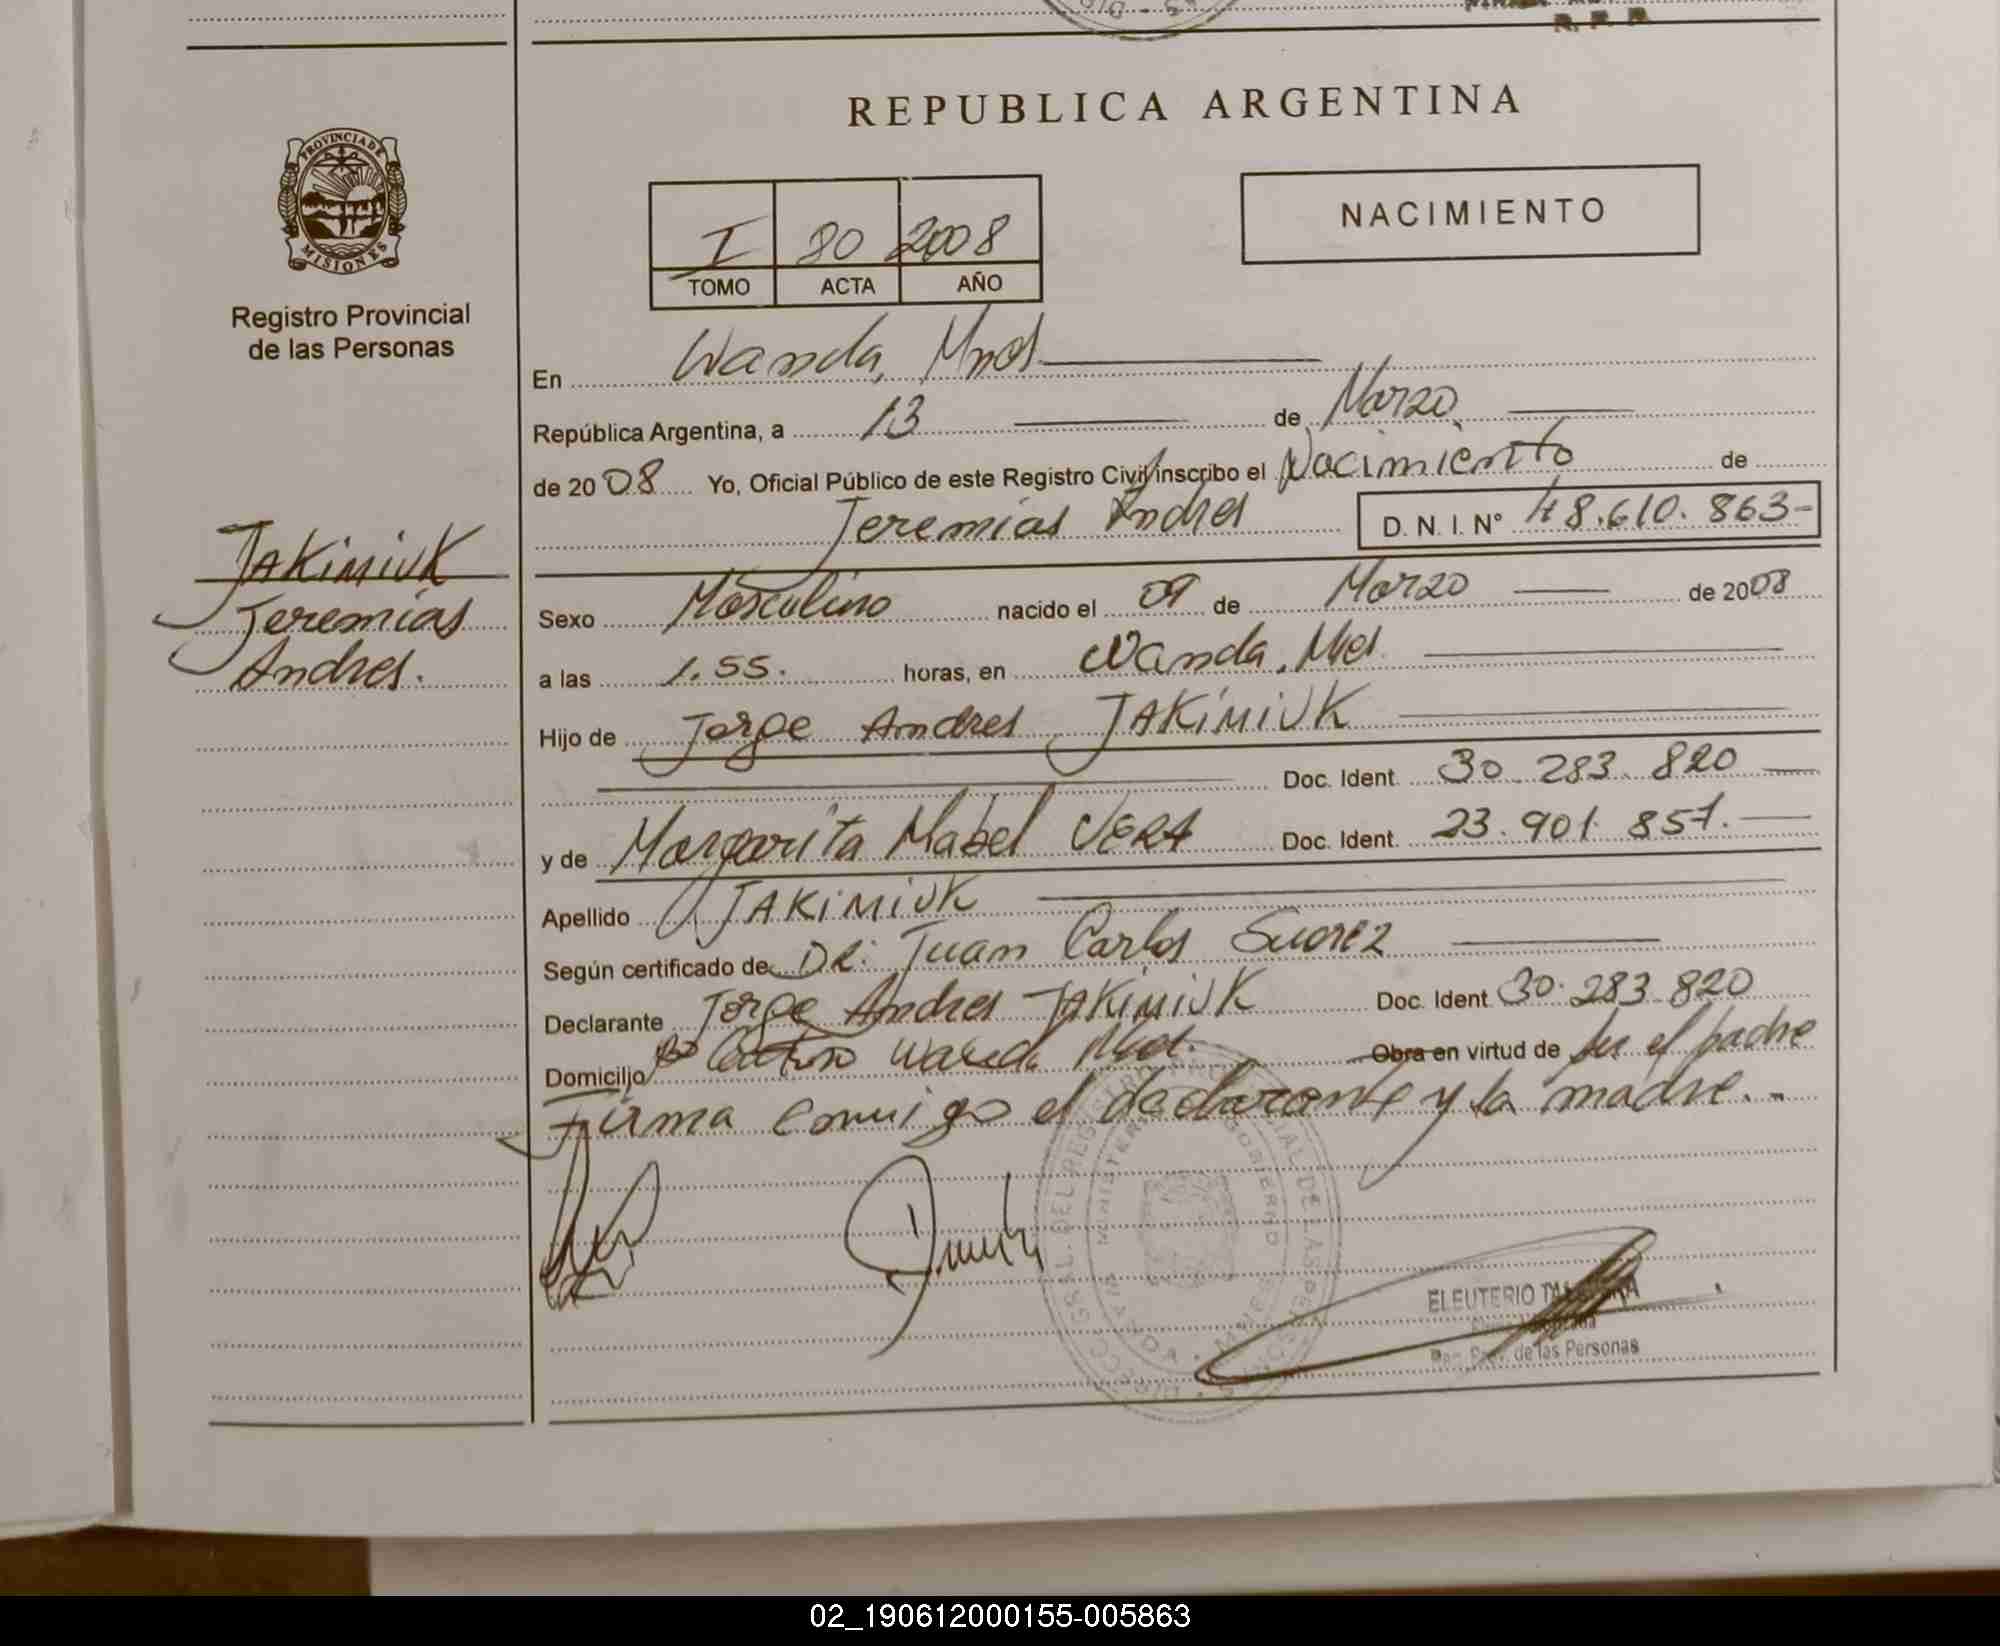 REPUBLICA ARGENTINA
PROVINCIA DE
MISIONES
Registro Provincial
de las Personas
NACIMIENTO
I 80 2008
TOMO ACTA AÑO
En Wanda, Mnes
República Argentina, a 13 de Marzo
de 2008 Yo, Oficial Público de este Registro Civil inscribo el Nacimiento de
Jeremias Andres D. N. I. Nº 48.610.863-
JAKIMIUK
Jeremias
Andres.
Sexo Masculino nacido el 09 de Marzo de 2008
a las 1.55. horas, en Wanda, Mnes.
Hijo de Jorge Andres JAKIMIUK
Doc. Ident. 30.283.820
y de Margarita Mabel VERA Doc. Ident. 23.901.857.
Apellido JAKIMIUK
Según certificado de DR. Juan Carlos Suarez
Declarante Jorge Andres JAKIMIUK Doc. Ident. 30.283.820
Domicilio Wanda Obra en virtud de ser el padre
Firma conmigo el declarante y la madre.-
ELEUTERIO
Reg. Prov. de las Personas
02_190612000155-005863